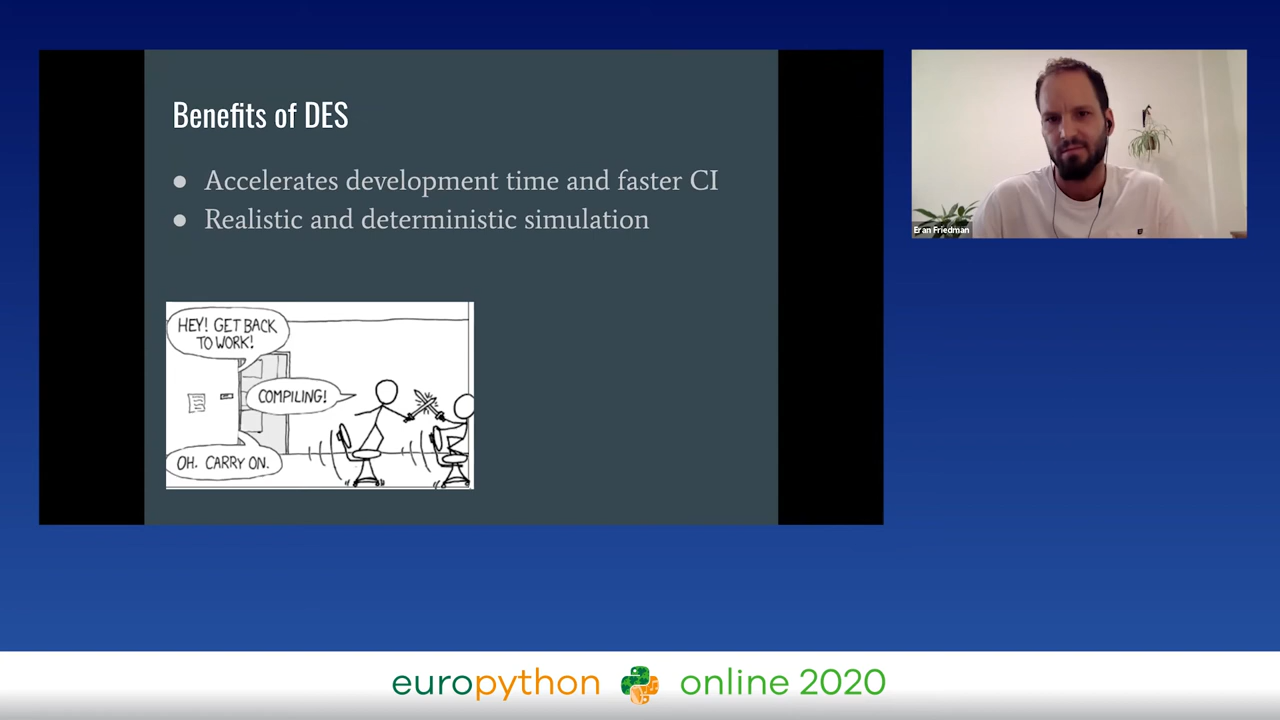 Benefits of DES
● Accelerates development time and faster CI
● Realistic and deterministic simulation
HEY! GET BACK
TO WORK!
COMPILING!
OH. CARRY ON.
Eran Friedman
europython online 2020